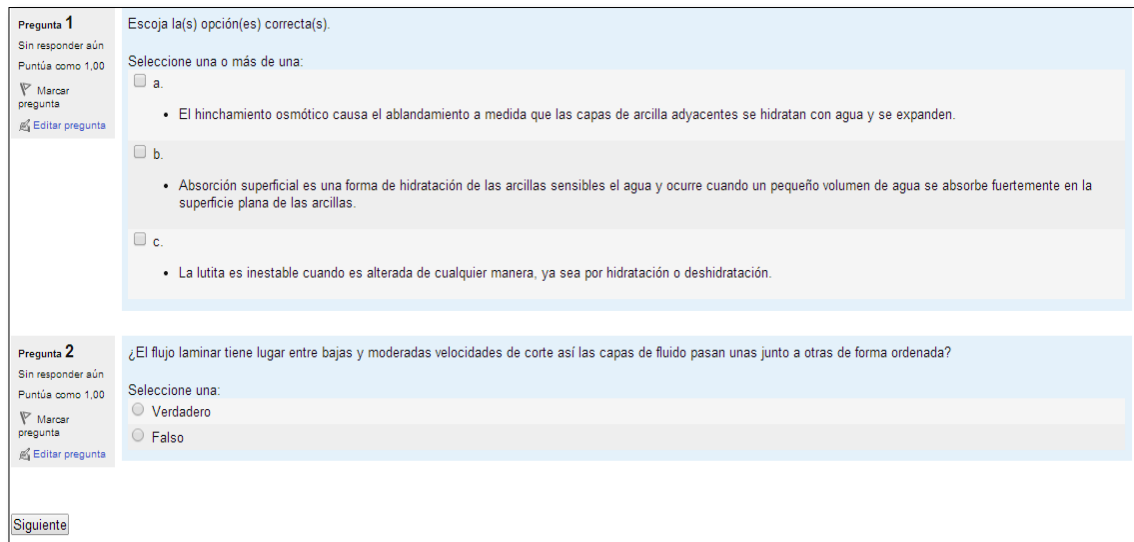 Pregunta 1
Sin responder aún
Puntúa como 1,00
Marcar
pregunta
Editar pregunta
Escoja la(s) opción(es) correcta(s).
Seleccione una o más de una:
a.
• El hinchamiento osmótico causa el ablandamiento a medida que las capas de arcilla adyacentes se hidratan con agua y se expanden.
b.
• Absorción superficial es una forma de hidratación de las arcillas sensibles el agua y ocurre cuando un pequeño volumen de agua se absorbe fuertemente en la
superficie plana de las arcillas.
c.
• La lutita es inestable cuando es alterada de cualquier manera, ya sea por hidratación o deshidratación.
Pregunta 2
Sin responder aún
Puntúa como 1,00
Marcar
pregunta
Editar pregunta
¿El flujo laminar tiene lugar entre bajas y moderadas velocidades de corte así las capas de fluido pasan unas junto a otras de forma ordenada?
Seleccione una:
Verdadero
Falso
Siguiente